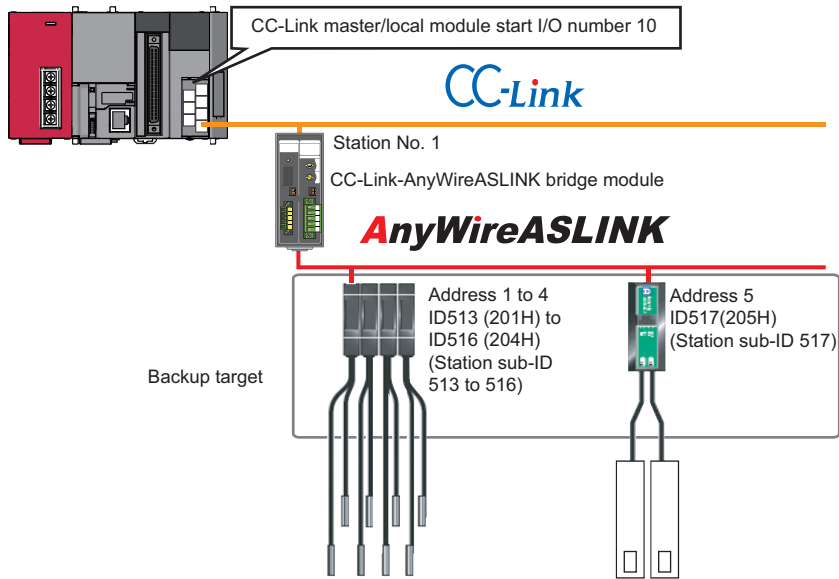 CC-Link master/local module start I/O number 10
CC-Link
Station No. 1
CC-Link-AnyWireASLINK bridge module
AnyWireASLINK
Address 1 to 4
ID513 (201H) to
ID516 (204H)
(Station sub-ID
513 to 516)
Address 5
ID517(205H)
(Station sub-ID 517)
Backup target